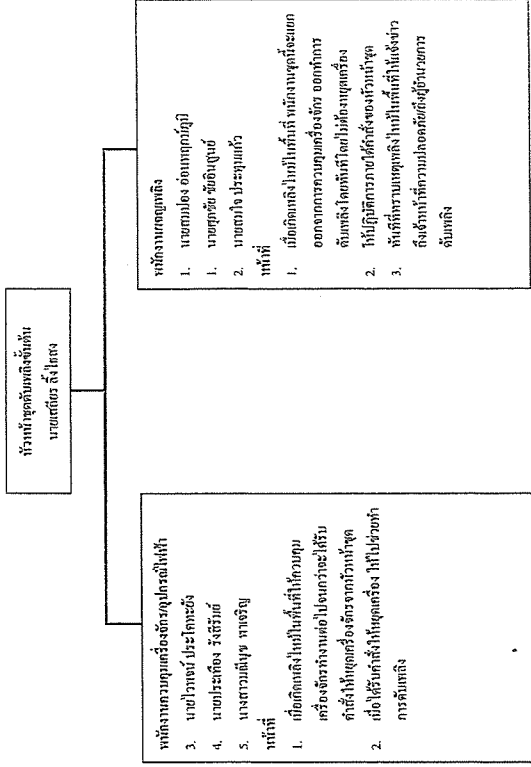 หัวหน้าชุดดับเพลิงขั้นต้น
นายเสถียร ลิ้มไธสง
พนักงานควบคุมเครื่องจักร/อุปกรณ์ไฟฟ้า
3. นายไวพจน์ ประโคทะยัง
4. นายประเทือง รังสิรัมย์
5. นางสาวมณีนุช หาเจริญ
หน้าที่
1. เมื่อเกิดเพลิงไหม้ในพื้นที่ให้ควบคุม
เครื่องจักรทำงานต่อไปจนกว่าจะได้รับ
คำสั่งให้หยุดเครื่องจักรจากหัวหน้าชุด
2. เมื่อได้รับคำสั่งให้หยุดเครื่อง ให้ไปช่วยทำ
การดับเพลิง
พนักงานผจญเพลิง
1. นายสมปอง อ่อนพฤกษ์ภูมิ
1. นายศุภชัย ชัยอินสูนย์
2. นายสมใจ ประทุมแก้ว
หน้าที่
1. เมื่อเกิดเพลิงไหม้ในพื้นที่ พนักงานชุดนี้จะแยก
ออกจากการควบคุมเครื่องจักร ออกทำการ
ดับเพลิงโดยทันทีโดยไม่ต้องหยุดเครื่อง
2. ให้ปฏิบัติการภายใต้คำสั่งของหัวหน้าชุด
3. ทันทีที่ทราบเหตุเพลิงไหม้ในพื้นที่ให้แจ้งข่าว
ถึงเจ้าหน้าที่ความปลอดภัย/ถึงผู้อำนวยการ
ดับเพลิง